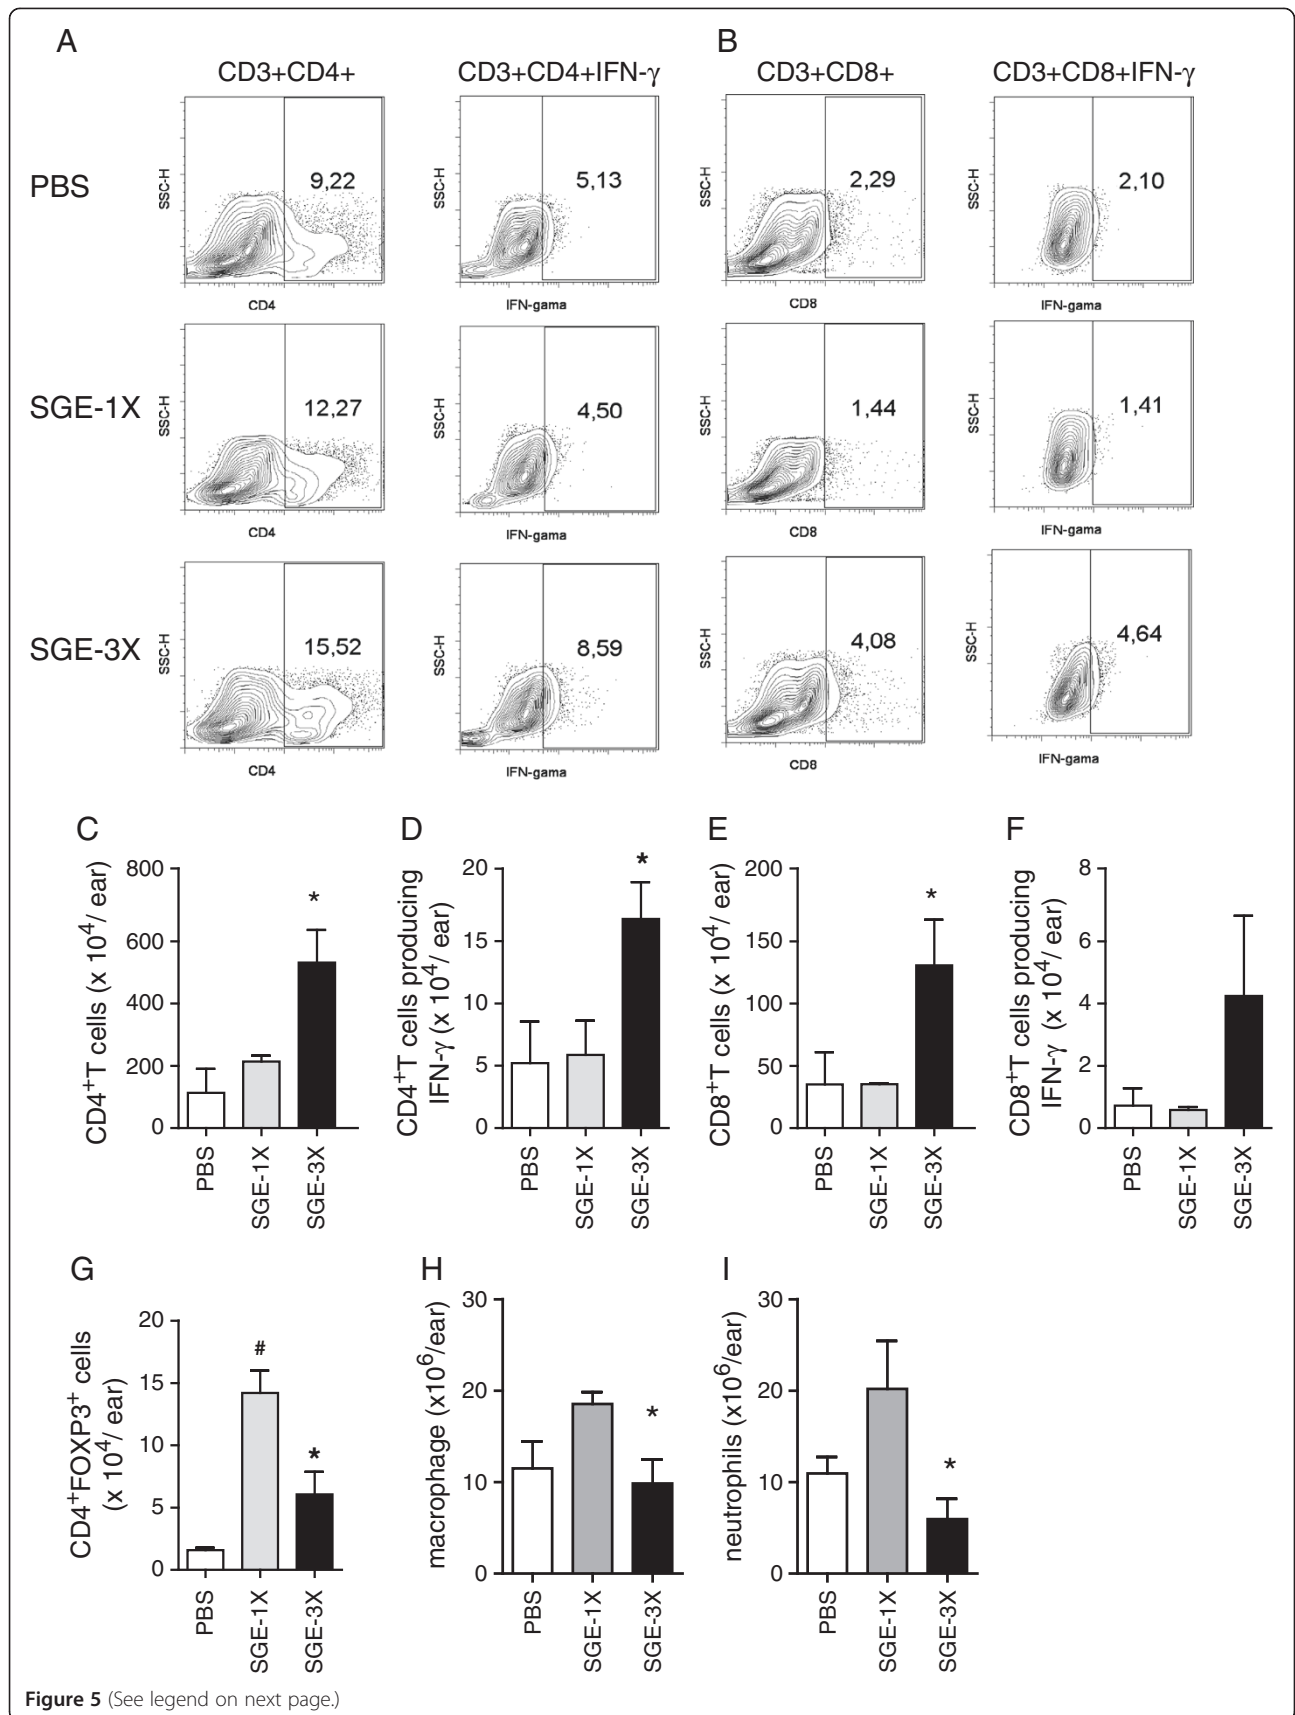 A
B
CD3+CD4+
CD3+CD4+IFN-γ
CD3+CD8+
CD3+CD8+IFN-γ
PBS
SSC-H
9,22
CD4
SSC-H
5,13
IFN-gama
SSC-H
2,29
CD8
SSC-H
2,10
IFN-gama
SGE-1X
SSC-H
12,27
CD4
SSC-H
4,50
IFN-gama
SSC-H
1,44
CD8
SSC-H
1,41
IFN-gama
SGE-3X
SSC-H
15,52
CD4
SSC-H
8,59
IFN-gama
SSC-H
4,08
CD8
SSC-H
4,64
IFN-gama
C
CD4+T cells (x 10⁴/ ear)
800
600
400
200
0
*
PBS
SGE-1X
SGE-3X
D
CD4+T cells producing
IFN-γ (x 10⁴/ ear)
20
15
10
5
0
*
PBS
SGE-1X
SGE-3X
E
CD8+T cells (x 10⁴/ ear)
200
150
100
50
0
*
PBS
SGE-1X
SGE-3X
F
CD8+T cells producing
IFN-γ (x 10⁴/ ear)
8
6
4
2
0
PBS
SGE-1X
SGE-3X
G
CD4+FOXP3+ cells
(x 10⁴/ ear)
20
15
10
5
0
#
*
PBS
SGE-1X
SGE-3X
H
macrophage (x10⁶/ear)
30
20
10
0
*
PBS
SGE-1X
SGE-3X
I
neutrophils (x10⁶/ear)
30
20
10
0
*
PBS
SGE-1X
SGE-3X
Figure 5 (See legend on next page.)